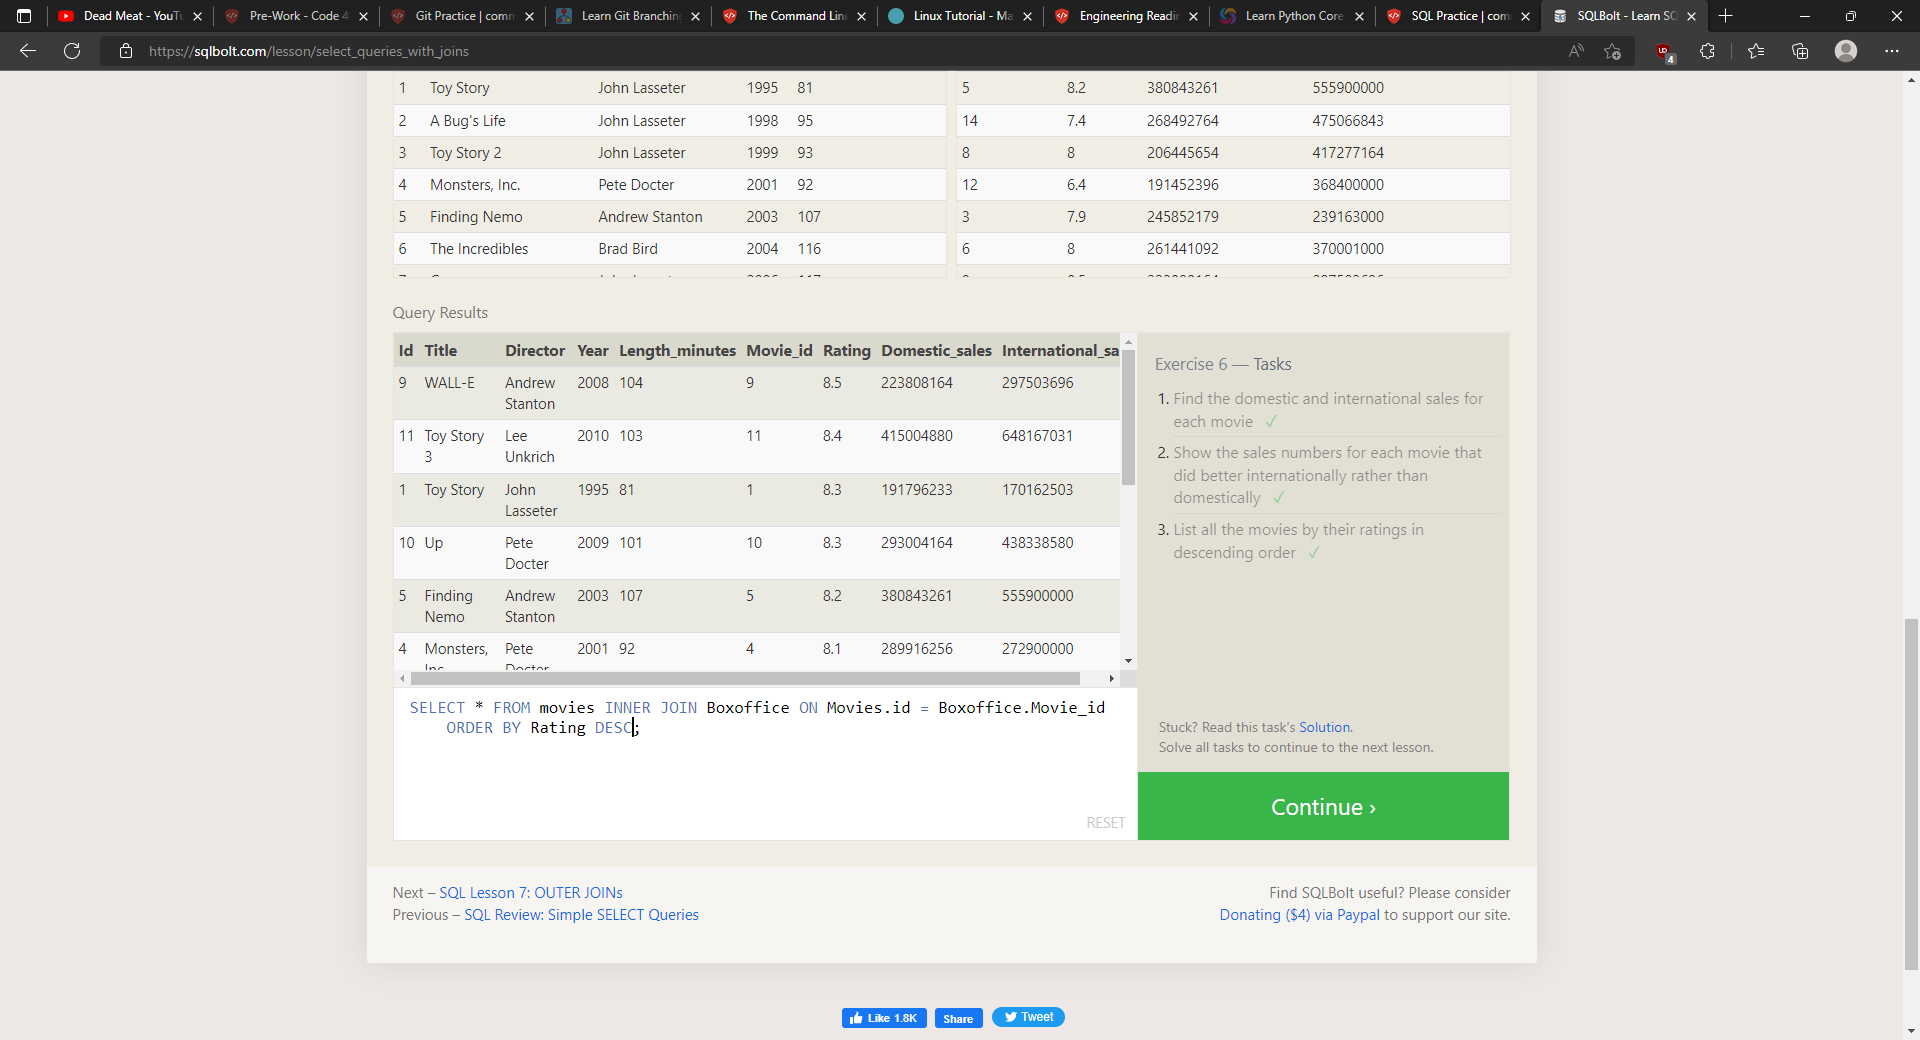 Dead Meat - YouTu
Pre-Work - Code 4
Git Practice | comm
Learn Git Branchin
The Command Line
Linux Tutorial - Ma
Engineering Readin
Learn Python Core
SQL Practice | com
SQLBolt - Learn SQ
https://sqlbolt.com/lesson/select_queries_with_joins
4
1 Toy Story John Lasseter 1995 81 5 8.2 380843261 555900000
2 A Bug's Life John Lasseter 1998 95 14 7.4 268492764 475066843
3 Toy Story 2 John Lasseter 1999 93 8 8 206445654 417277164
4 Monsters, Inc. Pete Docter 2001 92 12 6.4 191452396 368400000
5 Finding Nemo Andrew Stanton 2003 107 3 7.9 245852179 239163000
6 The Incredibles Brad Bird 2004 116 6 8 261441092 370001000
Query Results
Id Title Director Year Length_minutes Movie_id Rating Domestic_sales International_sa
9 WALL-E Andrew Stanton 2008 104 9 8.5 223808164 297503696
11 Toy Story 3 Lee Unkrich 2010 103 11 8.4 415004880 648167031
1 Toy Story John Lasseter 1995 81 1 8.3 191796233 170162503
10 Up Pete Docter 2009 101 10 8.3 293004164 438338580
5 Finding Nemo Andrew Stanton 2003 107 5 8.2 380843261 555900000
4 Monsters, Inc. Pete Docter 2001 92 4 8.1 289916256 272900000
SELECT * FROM movies INNER JOIN Boxoffice ON Movies.id = Boxoffice.Movie_id
ORDER BY Rating DESC;
RESET
Exercise 6 — Tasks
1. Find the domestic and international sales for
each movie ✓
2. Show the sales numbers for each movie that
did better internationally rather than
domestically ✓
3. List all the movies by their ratings in
descending order ✓
Stuck? Read this task's Solution.
Solve all tasks to continue to the next lesson.
Continue ›
Next – SQL Lesson 7: OUTER JOINs
Previous – SQL Review: Simple SELECT Queries
Find SQLBolt useful? Please consider
Donating ($4) via Paypal to support our site.
Like 1.8K
Share
Tweet